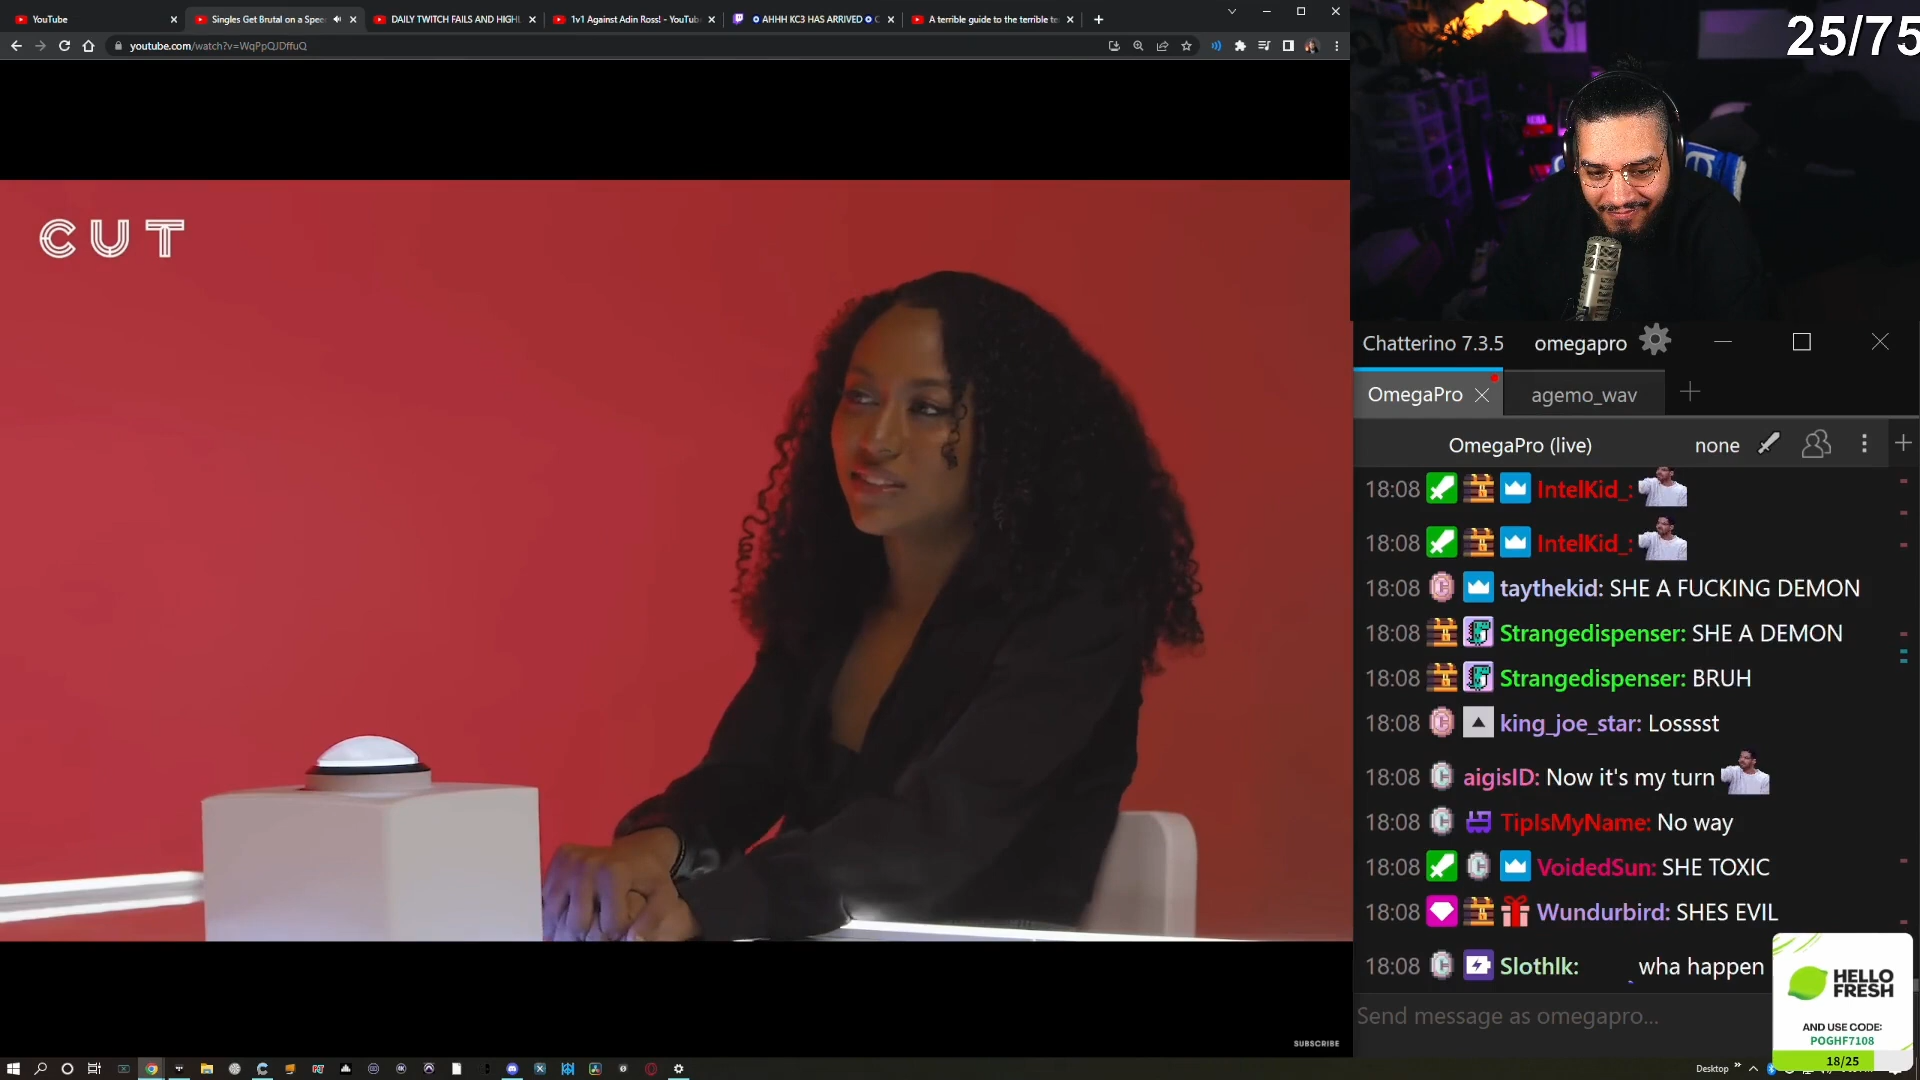 YouTube
Singles Get Brutal on a Spee
DAILY TWITCH FAILS AND HIGHL
1v1 Against Adin Ross! - YouTub
AHHH KC3 HAS ARRIVED
A terrible guide to the terrible te
youtube.com/watch?v=WqPpQJDffuQ
25/75
CUT
SUBSCRIBE
Chatterino 7.3.5 omegapro
OmegaPro agemo_wav
OmegaPro (live) none
18:08 IntelKid_:
18:08 IntelKid_:
18:08 taythekid: SHE A FUCKING DEMON
18:08 Strangedispenser: SHE A DEMON
18:08 Strangedispenser: BRUH
18:08 king_joe_star: Losssst
18:08 aigisID: Now it's my turn
18:08 TipIsMyName: No way
18:08 VoidedSun: SHE TOXIC
18:08 Wundurbird: SHES EVIL
18:08 Slothlk: wha happen
Send message as omegapro...
HELLO
FRESH
AND USE CODE:
POGHF7108
18/25
Desktop